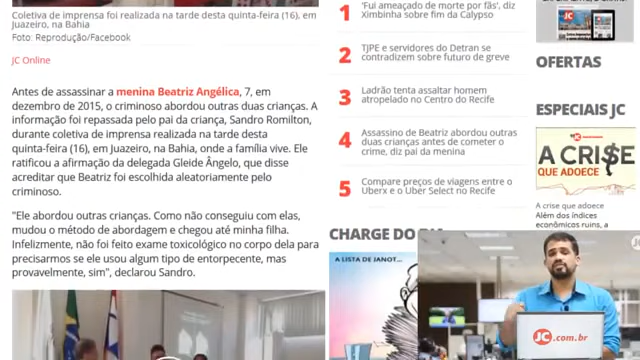 Coletiva de imprensa foi realizada na tarde desta quinta-feira (16), em
Juazeiro, na Bahia
Foto: Reprodução/Facebook
JC Online
Antes de assassinar a menina Beatriz Angélica, 7, em
dezembro de 2015, o criminoso abordou outras duas crianças. A
informação foi repassada pelo pai da criança, Sandro Romilton,
durante coletiva de imprensa realizada na tarde desta
quinta-feira (16), em Juazeiro, na Bahia, onde a família vive. Ele
ratificou a afirmação da delegada Gleide Ângelo, que disse
acreditar que Beatriz foi escolhida aleatoriamente pelo
criminoso.
"Ele abordou outras crianças. Como não conseguiu com elas,
mudou o método de abordagem e chegou até minha filha.
Infelizmente, não foi feito exame toxicológico no corpo dela para
precisarmos se ele usou algum tipo de entorpecente, mas
provavelmente, sim", declarou Sandro.
1 'Fui ameaçado de morte por fãs', diz
Ximbinha sobre fim da Calypso
2 TJPE e servidores do Detran se
contradizem sobre futuro de greve
3 Ladrão tenta assaltar homem
atropelado no Centro do Recife
4 Assassino de Beatriz abordou outras
duas crianças antes de cometer o
crime, diz pai da menina
5 Compare preços de viagens entre o
Uberx e o Uber Select no Recife
CHARGE DO
A LISTA DE JANOT...
JC
OFERTAS
ESPECIAIS JC
A CRI$E
QUE ADOECE
A crise que adoece
Além dos índices
econômicos ruins, a
JC
JC.com.br